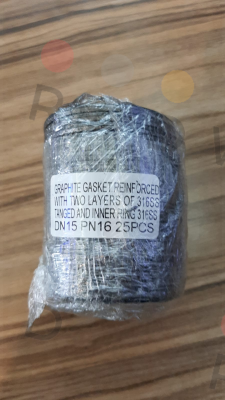 GRAPHITE GASKET REINFORCED
WITH TWO LAYERS OF 316SS
TANGED AND INNER RING 316SS
DN15 PN16 25PCS